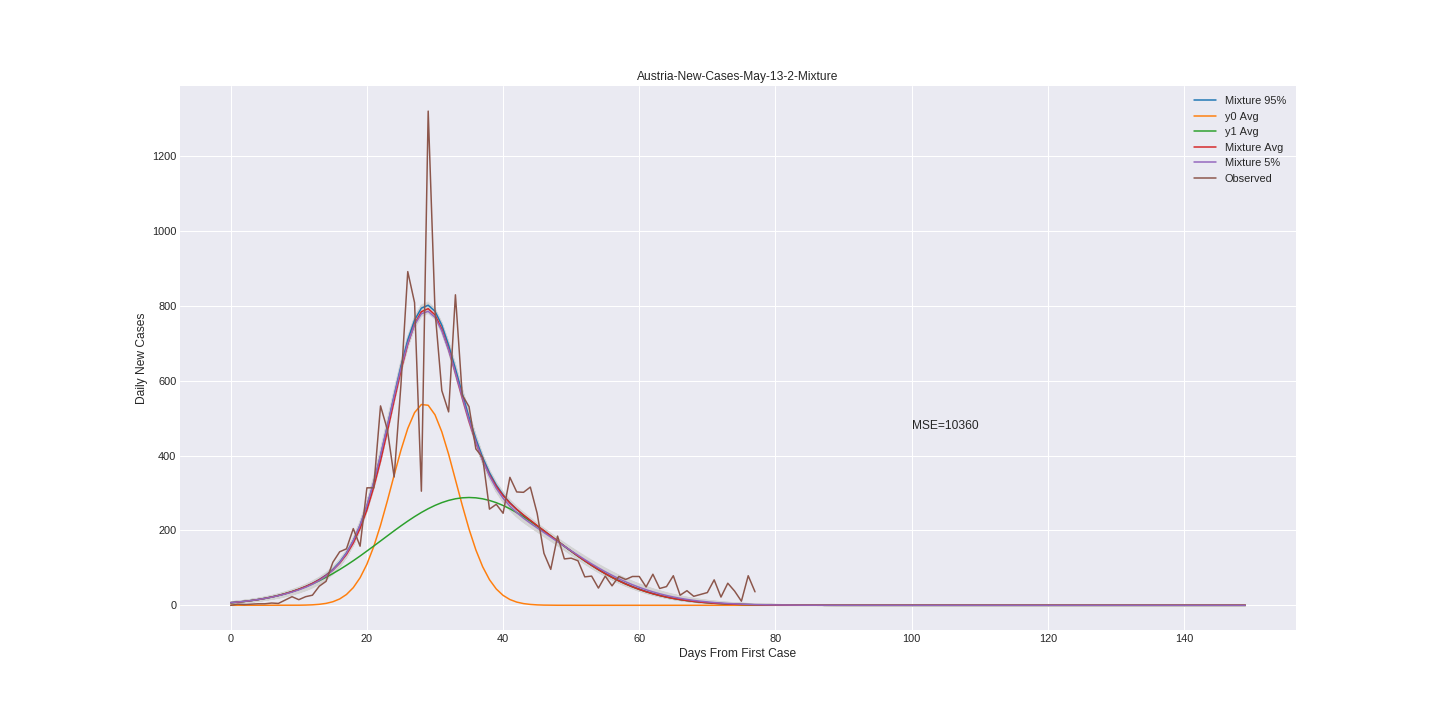 Austria-New-Cases-May-13-2-Mixture
Mixture 95%
y0 Avg
y1 Avg
Mixture Avg
Mixture 5%
Observed
1200
1000
800
600
400
200
0
Daily New Cases
MSE=10360
0 20 40 60 80 100 120 140
Days From First Case